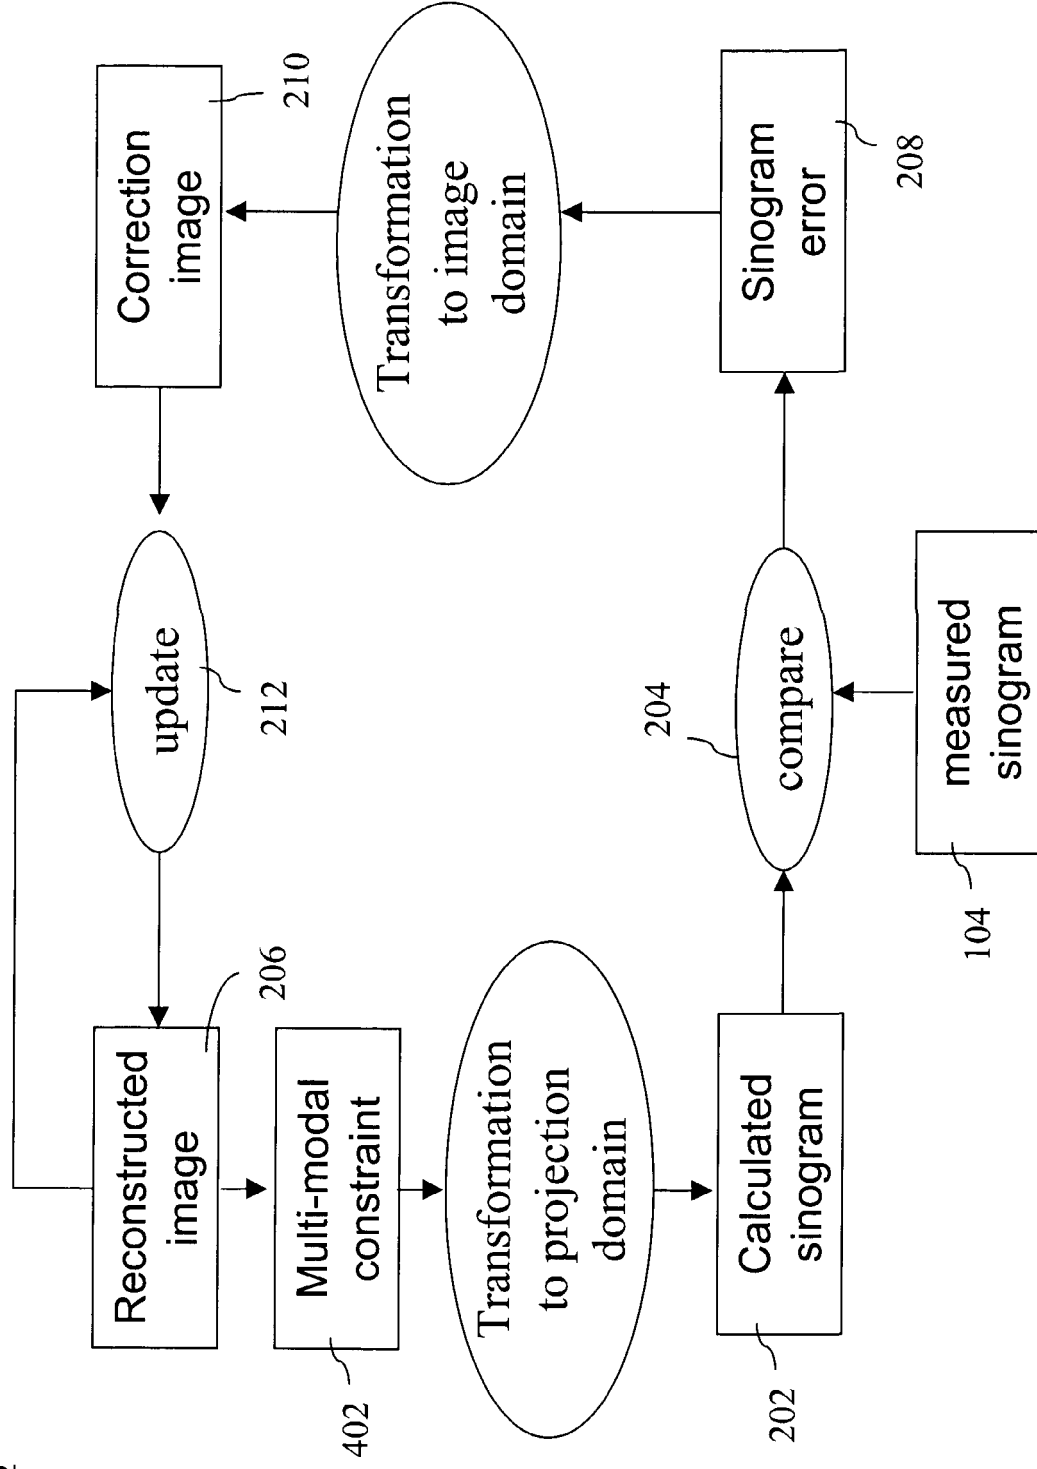 Reconstructed
image
206
update
212
Correction
image
210
Multi-modal
constraint
402
Transformation
to projection
domain
Transformation
to image
domain
Calculated
sinogram
202
compare
204
Sinogram
error
208
measured
sinogram
104